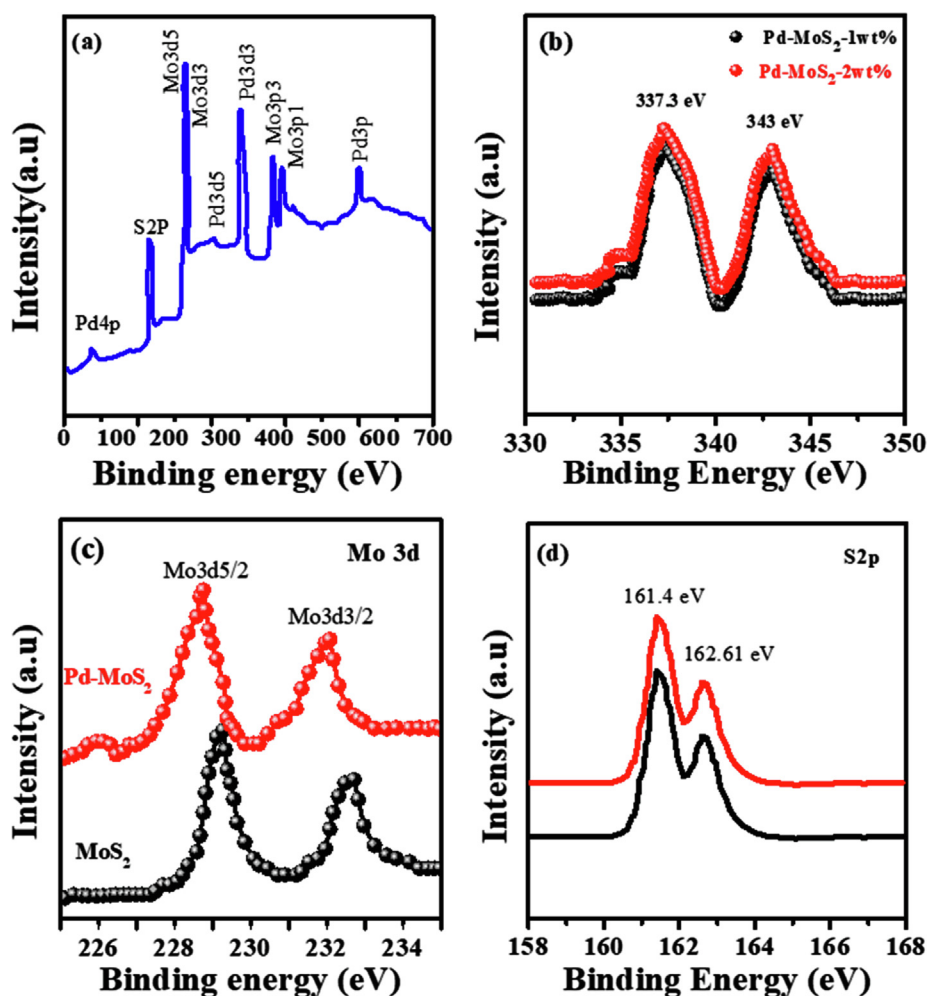 (a)
Mo3d5
Mo3d3
Pd3d3
Mo3p3
Mo3p1
Pd3p
Pd3d5
S2P
Pd4p
Intensity(a.u)
0 100 200 300 400 500 600 700
Binding energy (eV)
(b)
Pd-MoS₂-1wt%
Pd-MoS₂-2wt%
337.3 eV
343 eV
Intensity (a.u)
330 335 340 345 350
Binding Energy (eV)
(c)
Mo 3d
Mo3d5/2
Mo3d3/2
Pd-MoS₂
MoS₂
Intensity (a.u)
226 228 230 232 234
Binding energy (eV)
(d)
S2p
161.4 eV
162.61 eV
Intensity (a.u)
158 160 162 164 166 168
Binding Energy (eV)